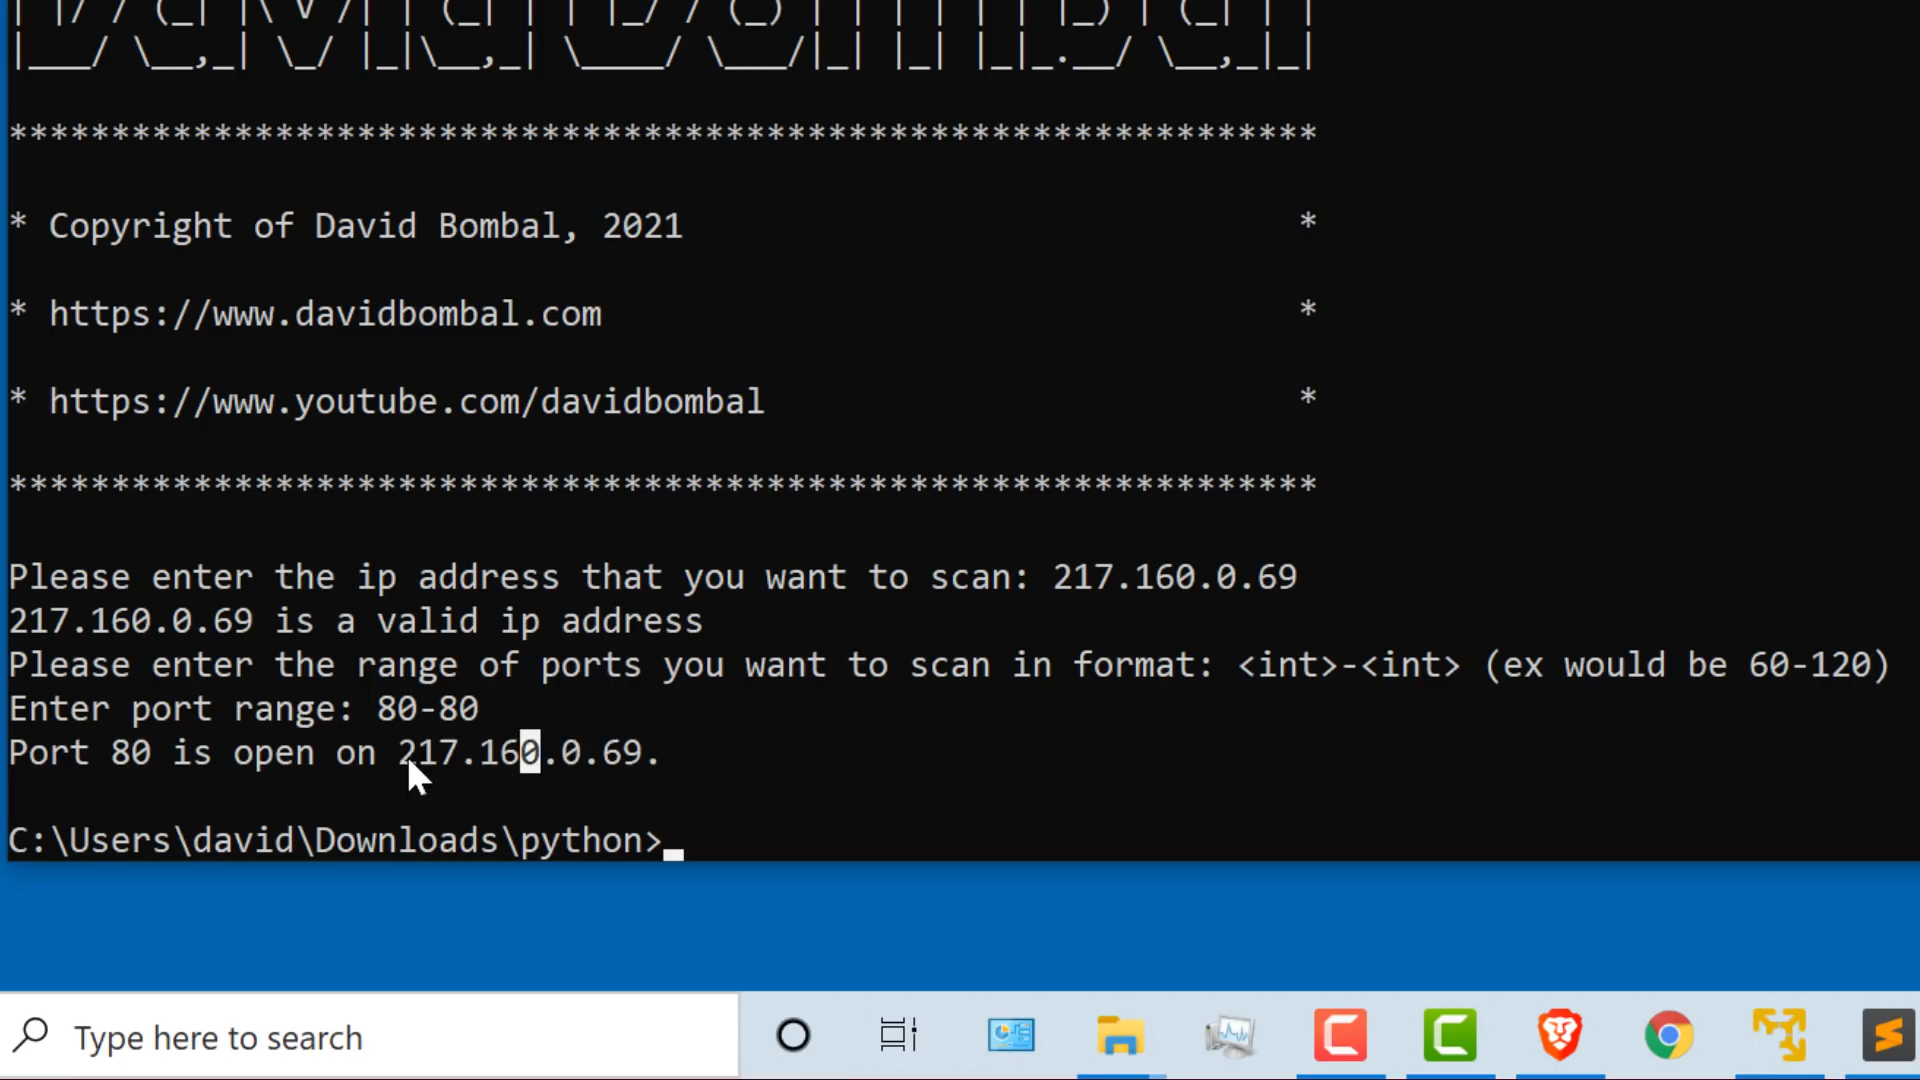 * Copyright of David Bombal, 2021 *
* https://www.davidbombal.com *
* https://www.youtube.com/davidbombal *
Please enter the ip address that you want to scan: 217.160.0.69
217.160.0.69 is a valid ip address
Please enter the range of ports you want to scan in format: <int>-<int> (ex would be 60-120)
Enter port range: 80-80
Port 80 is open on 217.160.0.69.
C:\Users\david\Downloads\python>
Type here to search